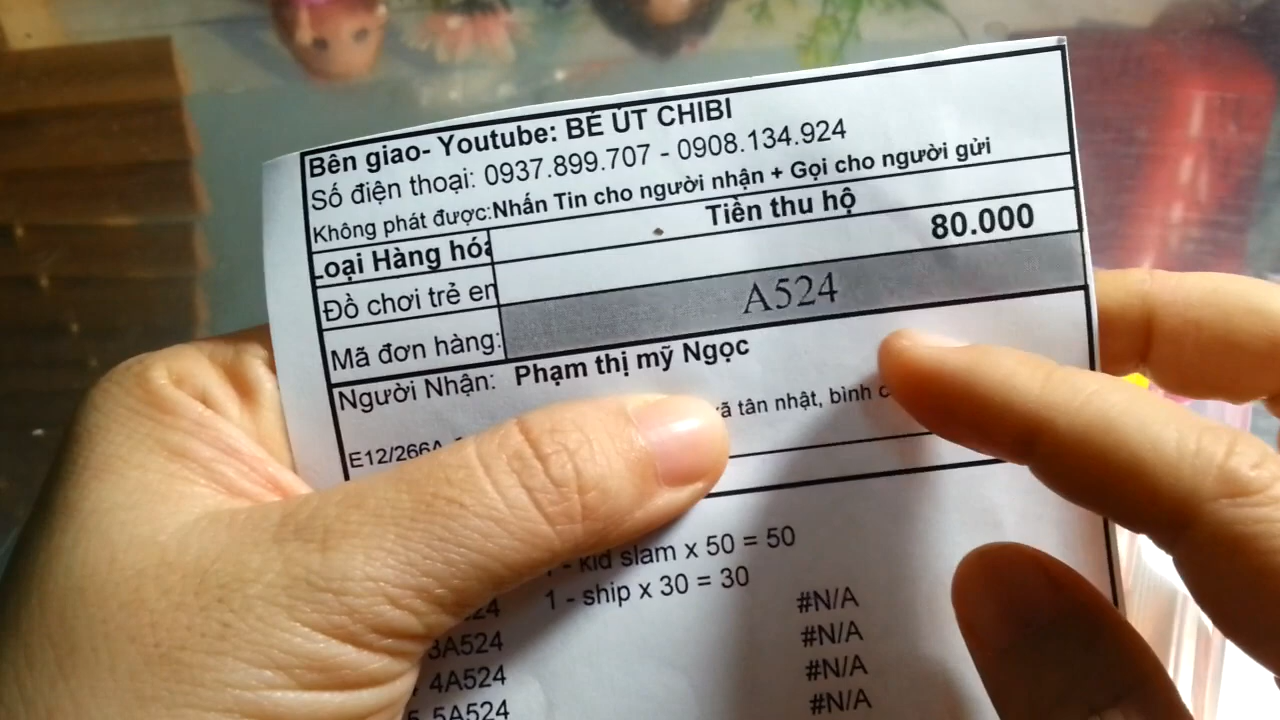 Bên giao- Youtube: BÉ ÚT CHIBI
Số điện thoại: 0937.899.707 - 0908.134.924
Không phát được:Nhấn Tin cho người nhận + Gọi cho người gửi
Loại Hàng hóa Tiền thu hộ
Đồ chơi trẻ em 80.000
Mã đơn hàng: A524
Người Nhận: Phạm thị mỹ Ngọc
E12/266A xã tân nhật, bình
1 - kid slam x 50 = 50
1 - ship x 30 = 30
#N/A
3A524 #N/A
4A524 #N/A
5A524 #N/A